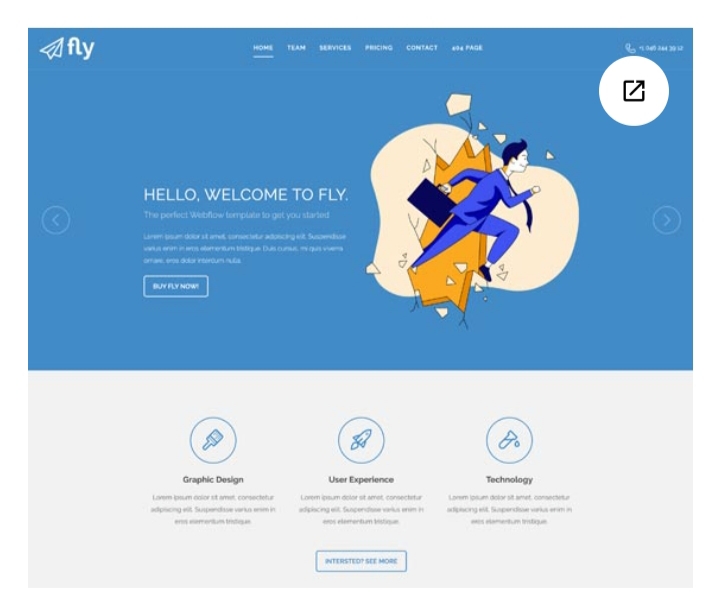 fly
HOME TEAM SERVICES PRICING CONTACT 404 PAGE
+1 046 244 39 12
HELLO, WELCOME TO FLY.
The perfect Webflow template to get you started
Lorem ipsum dolor sit amet, consectetur adipiscing elit. Suspendisse
varius enim in eros elementum tristique. Duis cursus, mi quis viverra
ornare, eros dolor interdum nulla.
BUY FLY NOW!
Graphic Design
Lorem ipsum dolor sit amet, consectetur
adipiscing elit. Suspendisse varius enim in
eros elementum tristique.
User Experience
Lorem ipsum dolor sit amet, consectetur
adipiscing elit. Suspendisse varius enim in
eros elementum tristique.
Technology
Lorem ipsum dolor sit amet, consectetur
adipiscing elit. Suspendisse varius enim in
eros elementum tristique.
INTERSTED? SEE MORE